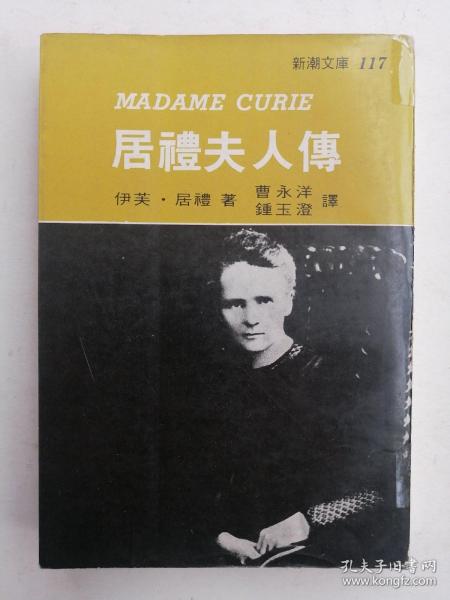 新潮文庫 117
MADAME CURIE
居禮夫人傳
伊芙·居禮 著 曹永洋 鍾玉澄 譯
孔夫子旧书网
www.kongfz.com